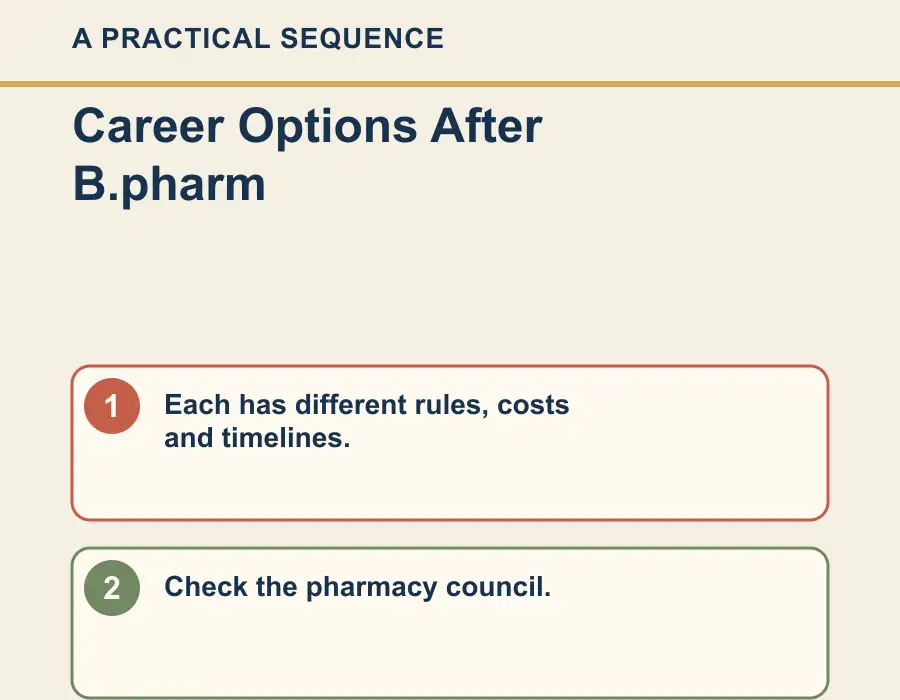 A PRACTICAL SEQUENCE
Career Options After
B.pharm
1
Each has different rules, costs
and timelines.
2
Check the pharmacy council.